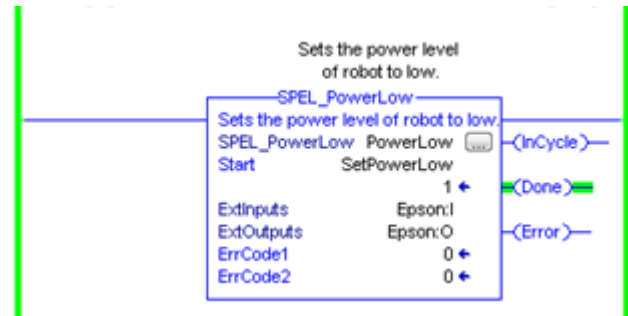 Sets the power level
of robot to low.
SPEL_PowerLow
Sets the power level of robot to low.
SPEL_PowerLow PowerLow ... (InCycle)
Start SetPowerLow
1 (Done)
ExtInputs Epson:I
ExtOutputs Epson:O (Error)
ErrCode1 0
ErrCode2 0